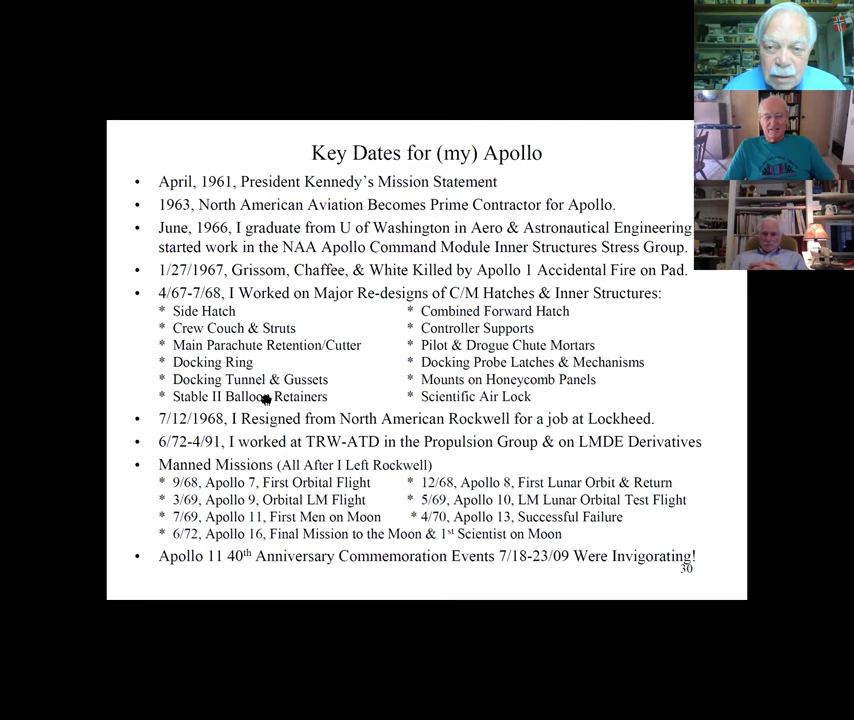 Key Dates for (my) Apollo
• April, 1961, President Kennedy's Mission Statement
• 1963, North American Aviation Becomes Prime Contractor for Apollo.
• June, 1966, I graduate from U of Washington in Aero & Astronautical Engineering
started work in the NAA Apollo Command Module Inner Structures Stress Group.
• 1/27/1967, Grissom, Chaffee, & White Killed by Apollo 1 Accidental Fire on Pad.
• 4/67-7/68, I Worked on Major Re-designs of C/M Hatches & Inner Structures:
* Side Hatch * Combined Forward Hatch
* Crew Couch & Struts * Controller Supports
* Main Parachute Retention/Cutter * Pilot & Drogue Chute Mortars
* Docking Ring * Docking Probe Latches & Mechanisms
* Docking Tunnel & Gussets * Mounts on Honeycomb Panels
* Stable II Balloon Retainers * Scientific Air Lock
• 7/12/1968, I Resigned from North American Rockwell for a job at Lockheed.
• 6/72-4/91, I worked at TRW-ATD in the Propulsion Group & on LMDE Derivatives
• Manned Missions (All After I Left Rockwell)
* 9/68, Apollo 7, First Orbital Flight * 12/68, Apollo 8, First Lunar Orbit & Return
* 3/69, Apollo 9, Orbital LM Flight * 5/69, Apollo 10, LM Lunar Orbital Test Flight
* 7/69, Apollo 11, First Men on Moon * 4/70, Apollo 13, Successful Failure
* 6/72, Apollo 16, Final Mission to the Moon & 1st Scientist on Moon
• Apollo 11 40th Anniversary Commemoration Events 7/18-23/09 Were Invigorating!
30